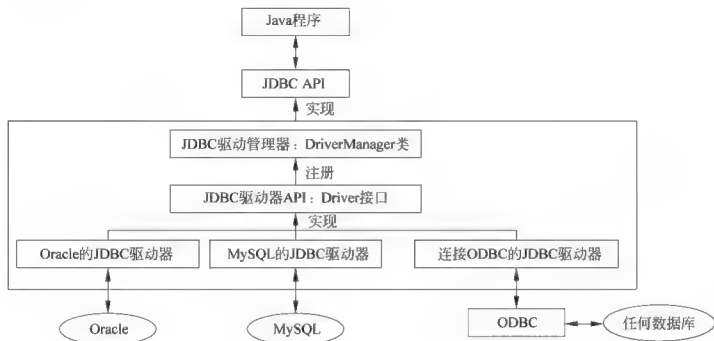 Java程序
JDBC API
实现
JDBC驱动管理器：DriverManager类
注册
JDBC驱动器API：Driver接口
实现
Oracle的JDBC驱动器
MySQL的JDBC驱动器
连接ODBC的JDBC驱动器
Oracle
MySQL
ODBC
任何数据库